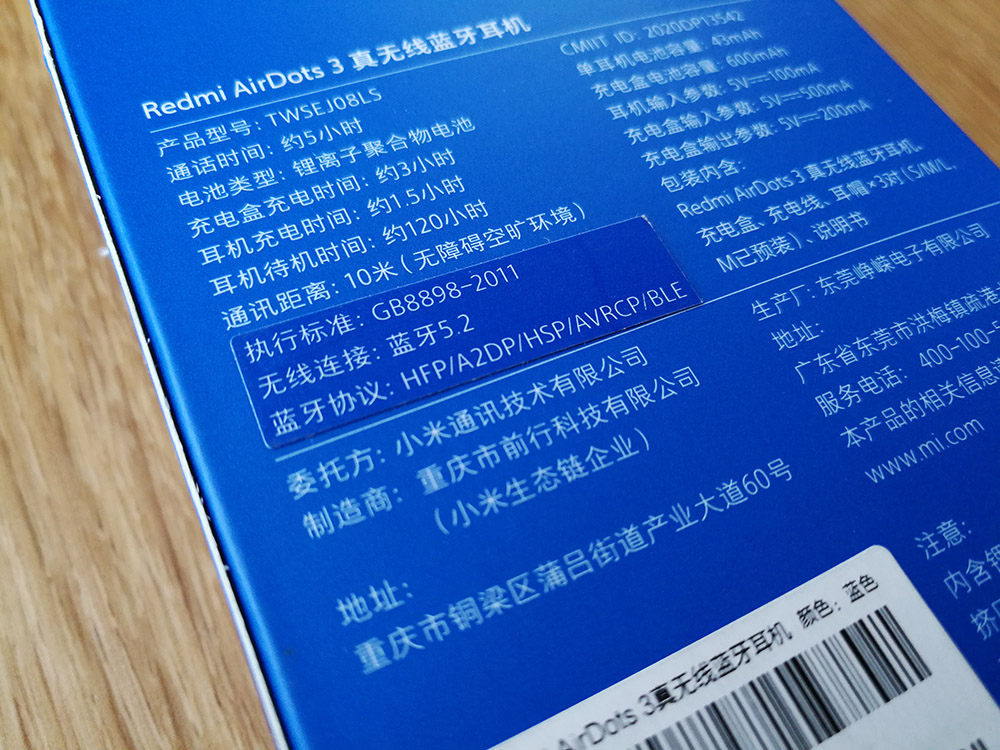 Redmi AirDots 3 真无线蓝牙耳机
产品型号: TWSEJ08LS
通话时间: 约5小时
电池类型: 锂离子聚合物电池
充电盒充电时间: 约3小时
耳机充电时间: 约1.5小时
耳机待机时间: 约120小时
通讯距离: 10米(无障碍空旷环境)
执行标准: GB8898-2011
无线连接: 蓝牙5.2
蓝牙协议: HFP/A2DP/HSP/AVRCP/BLE
委托方: 小米通讯技术有限公司
制造商: 重庆市前行科技有限公司
(小米生态链企业)
地址:
重庆市铜梁区蒲吕街道产业大道60号
CMIIT ID: 2020DP13542
单耳机电池容量: 43mAh
充电盒电池容量: 600mAh
耳机输入参数: 5V⎓100mA
充电盒输入参数: 5V⎓500mA
充电盒输出参数: 5V⎓200mA
包装内含:
Redmi AirDots 3 真无线蓝牙耳机、
充电盒、充电线、耳帽×3对(S/M/L,
M已预装)、说明书
生产厂: 东莞峥嵘电子有限公司
地址:
广东省东莞市洪梅镇疏港
服务电话: 400-100-5
本产品的相关信息
www.mi.com
注意:
内含锂
挤压
AirDots 3真无线蓝牙耳机 颜色: 蓝色